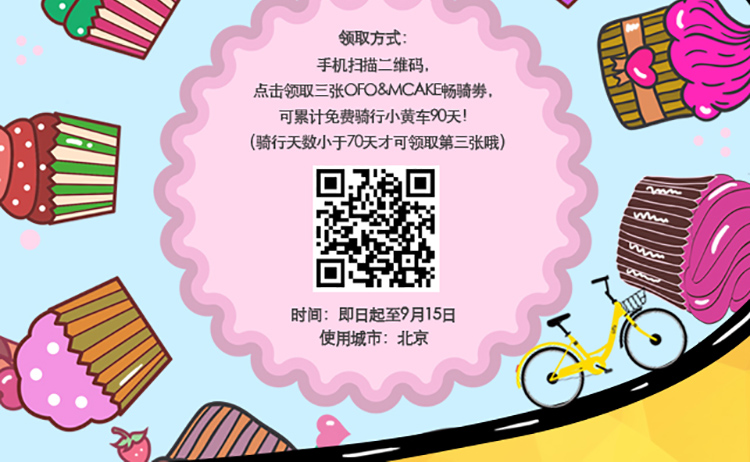 领取方式：
手机扫描二维码，
点击领取三张OFO&MCAKE畅骑券，
可累计免费骑行小黄车90天！
（骑行天数小于70天才可领取第三张哦）
时间：即日起至9月15日
使用城市：北京